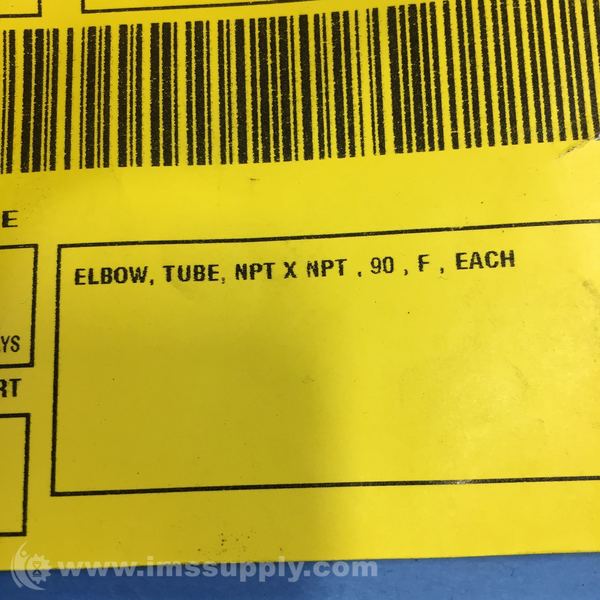 E
ELBOW, TUBE, NPT X NPT , 90 , F , EACH
YS
RT
www.imssupply.com